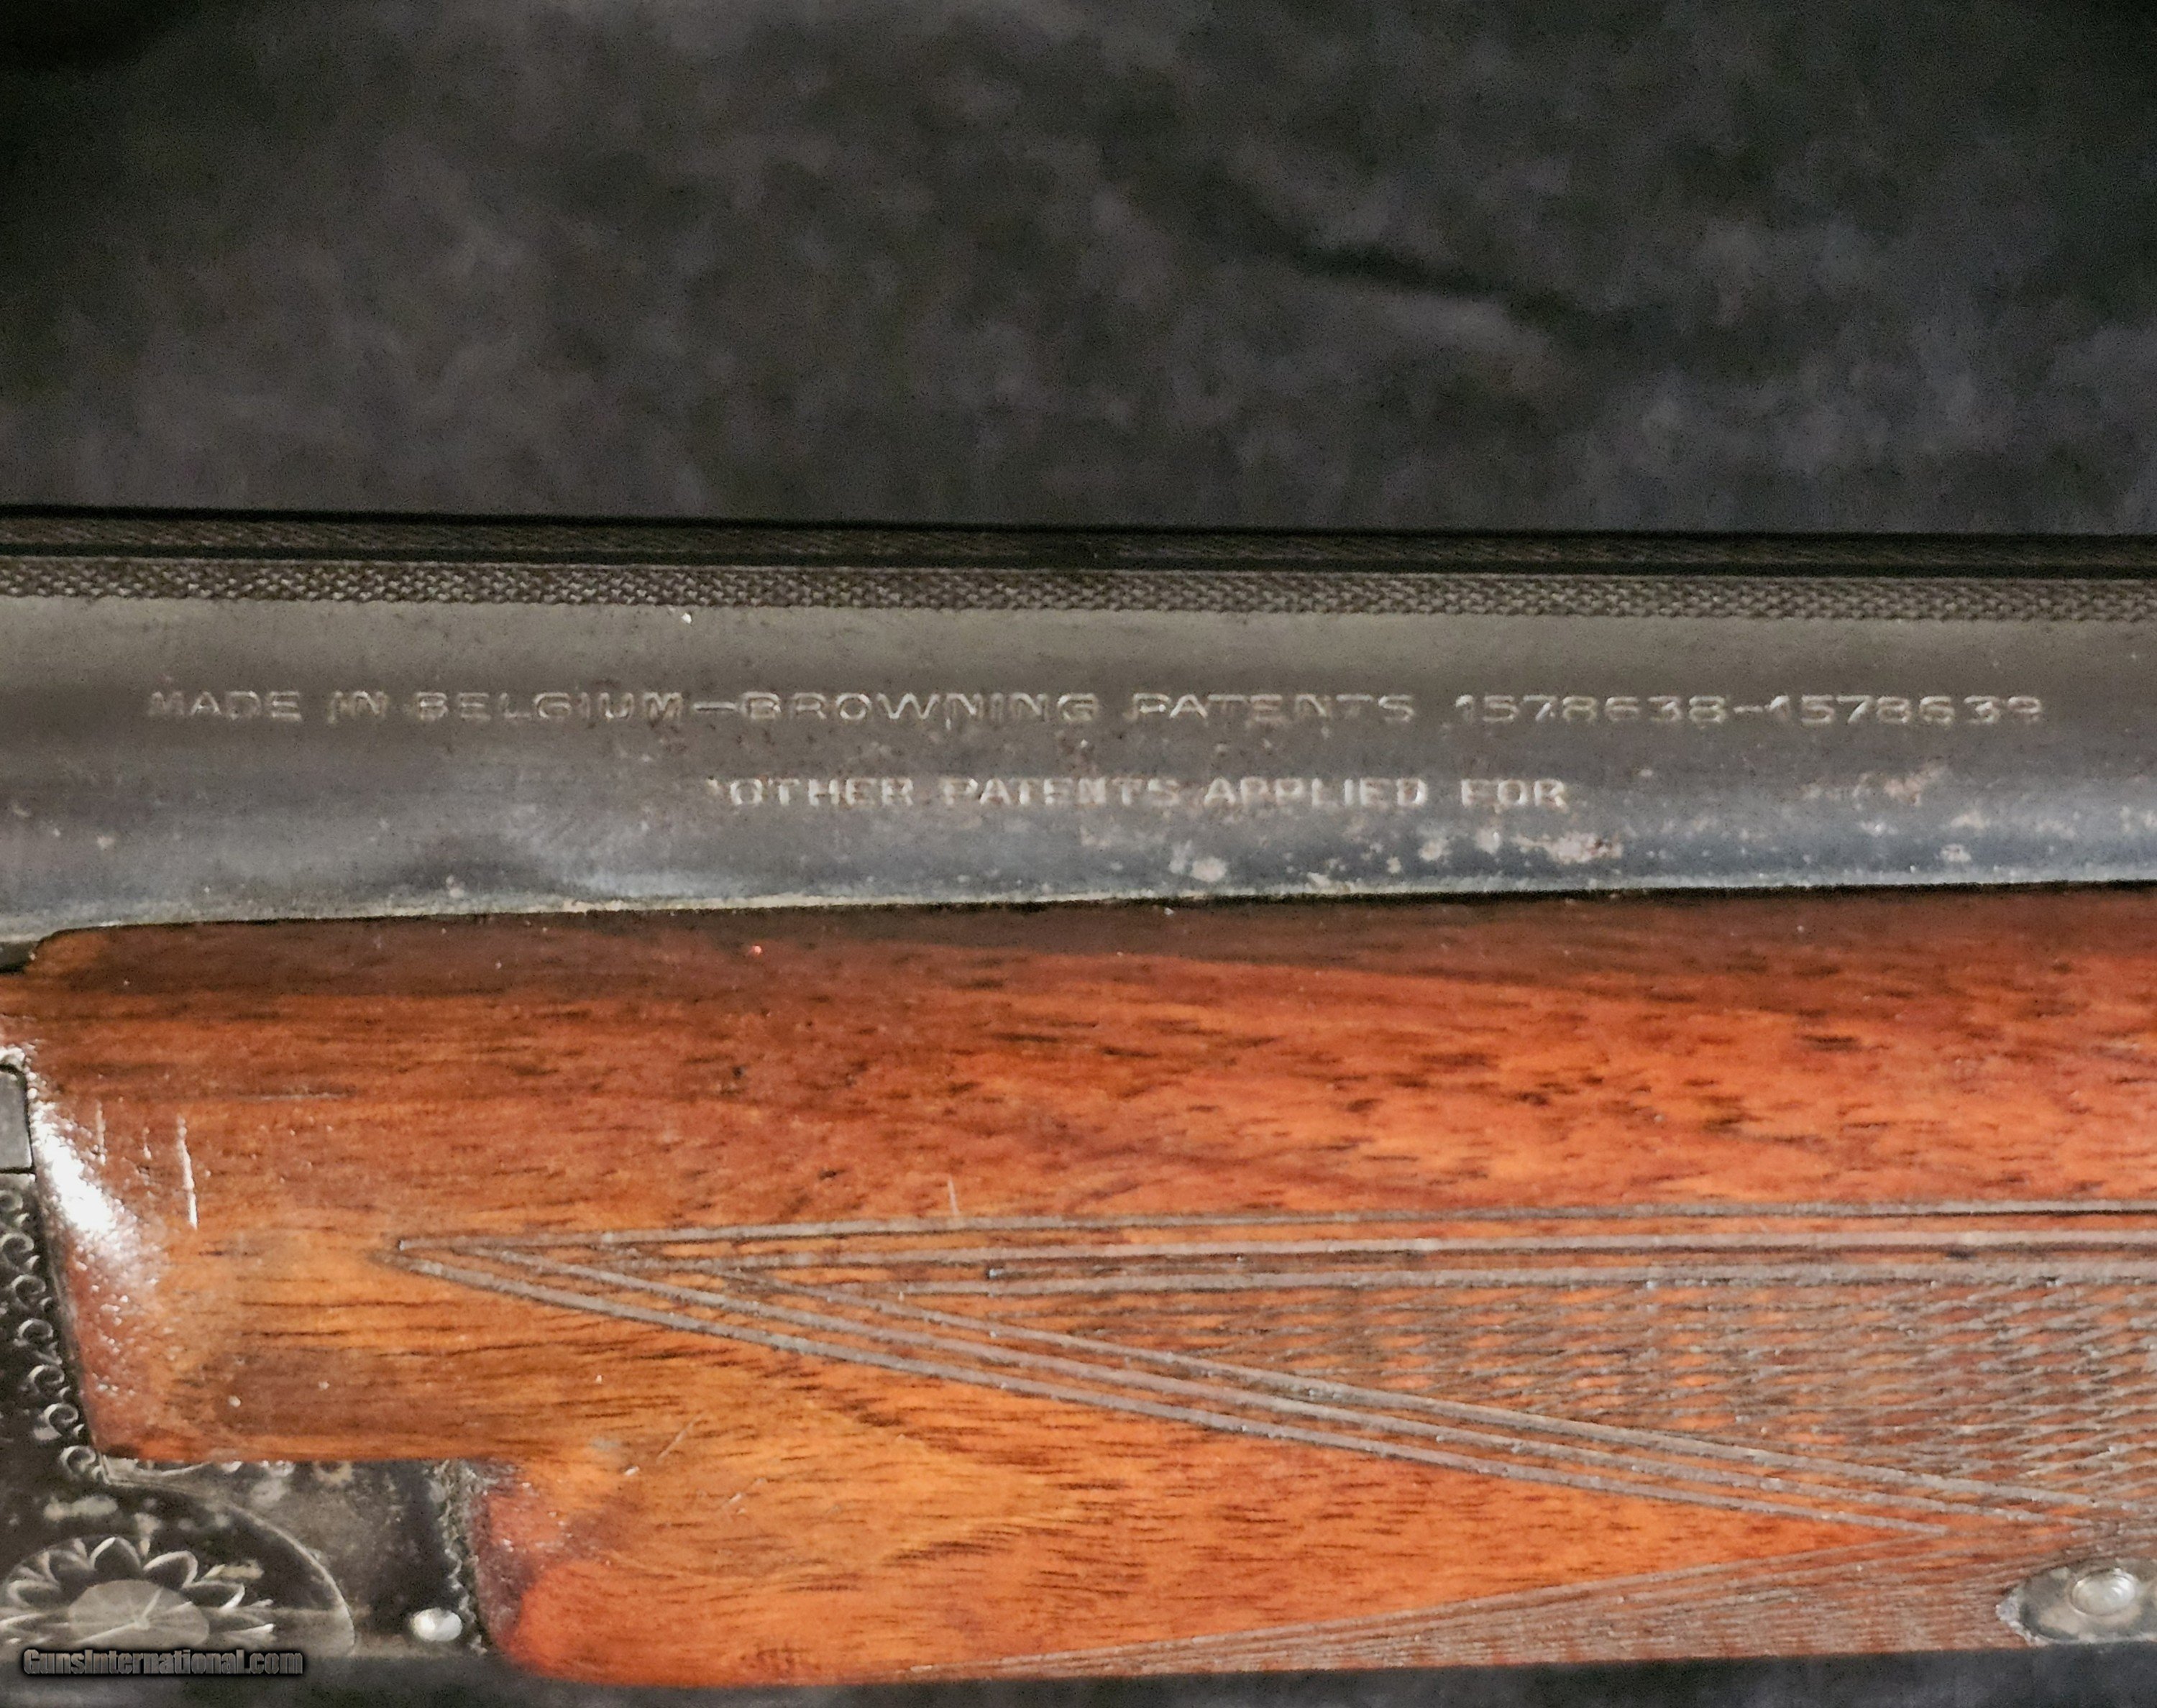 MADE IN BELGIUM—BROWNING PATENTS 1578638-1578639
OTHER PATENTS APPLIED FOR
GunsInternational.com